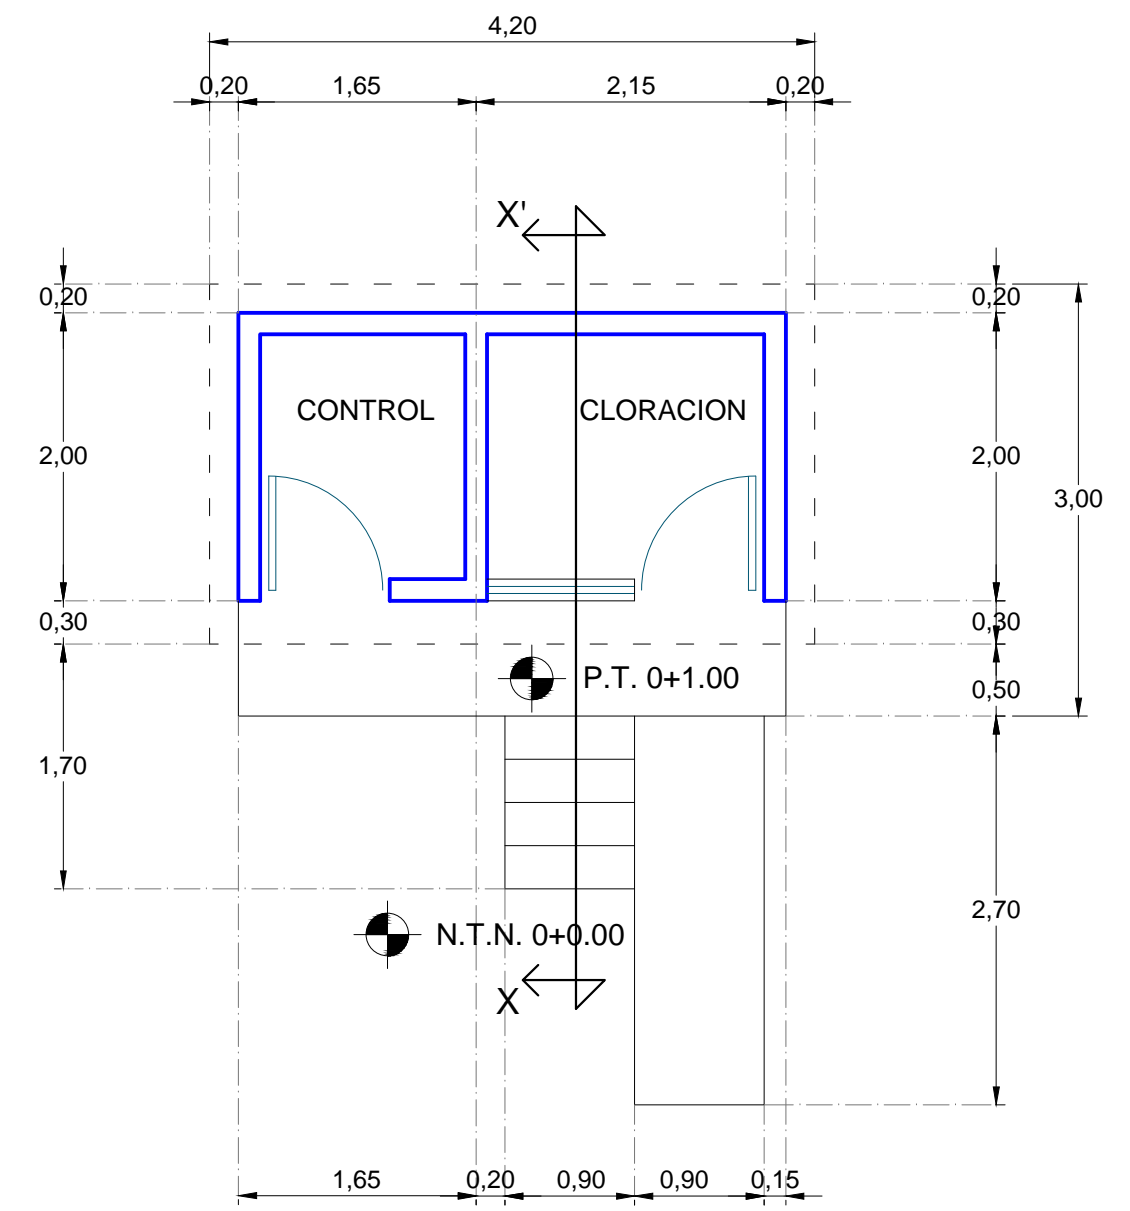 4,20
0,20 1,65 2,15 0,20
X'
0,20 0,20
CONTROL CLORACION
2,00 2,00
3,00
0,30 0,30
P.T. 0+1.00
0,50
1,70
2,70
N.T.N. 0+0.00
X
1,65 0,20 0,90 0,90 0,15